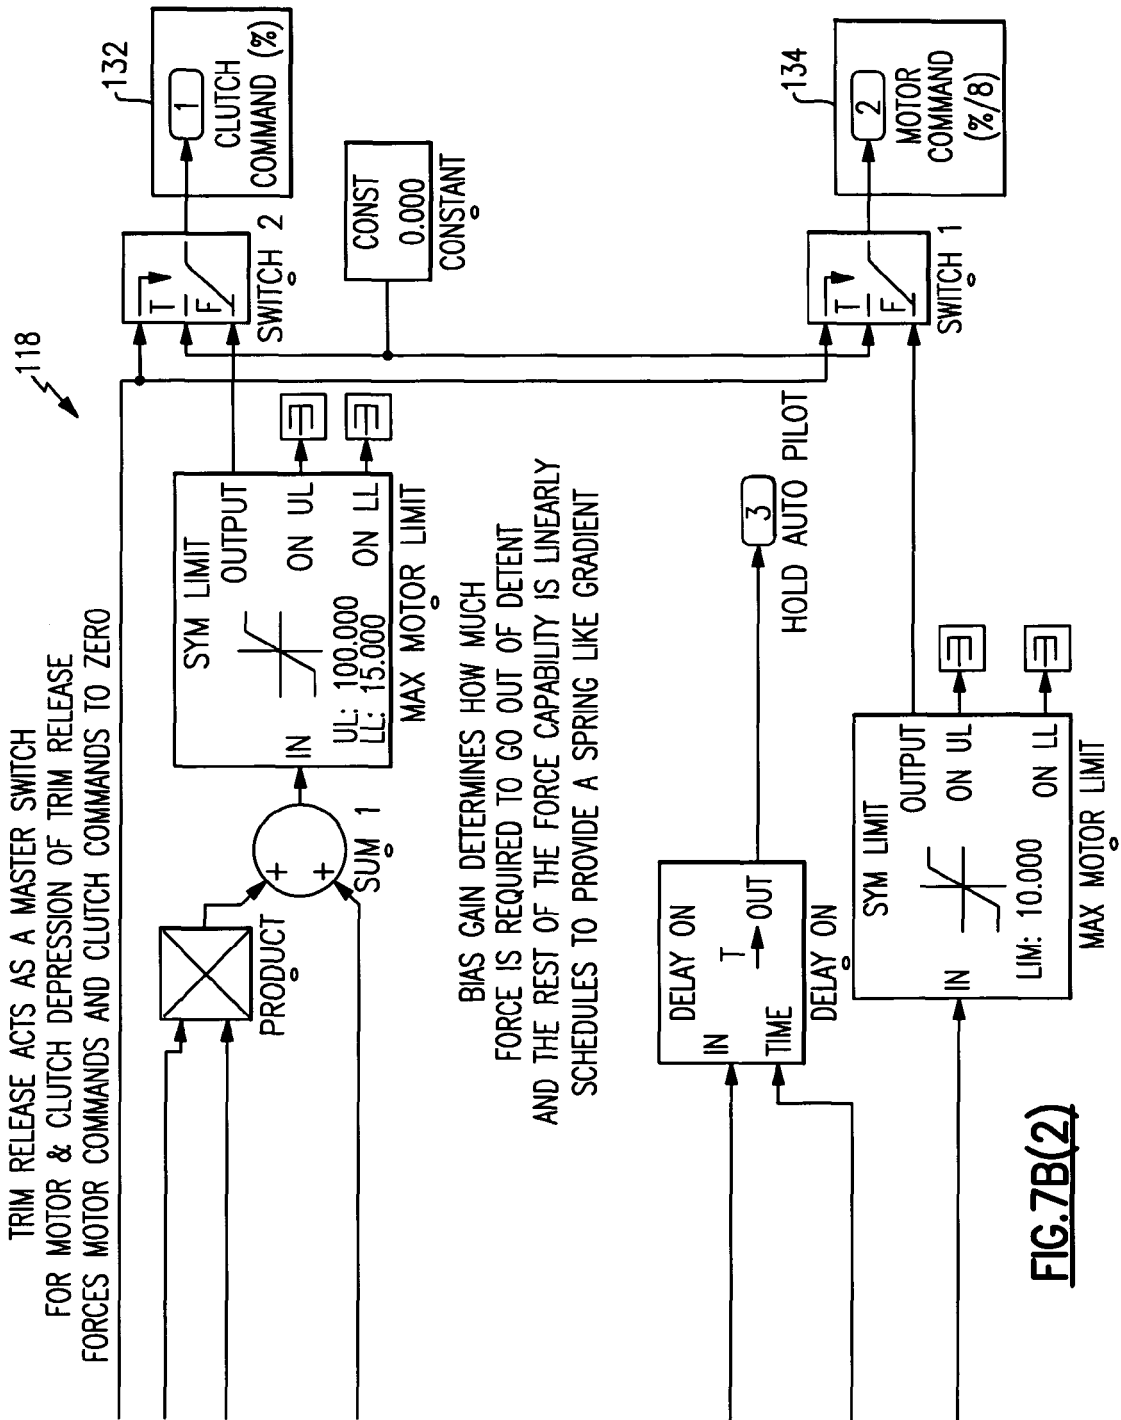 TRIM RELEASE ACTS AS A MASTER SWITCH
FOR MOTOR & CLUTCH DEPRESSION OF TRIM RELEASE
FORCES MOTOR COMMANDS AND CLUTCH COMMANDS TO ZERO
118
132
1
CLUTCH
COMMAND (%)
T
F
SWITCH 2
CONST
0.000
CONSTANT
PRODUCT
+
+
SUM 1
SYM LIMIT
IN
OUTPUT
UL: 100.000
LL: 15.000
ON UL
ON LL
MAX MOTOR LIMIT
BIAS GAIN DETERMINES HOW MUCH
FORCE IS REQUIRED TO GO OUT OF DETENT
AND THE REST OF THE FORCE CAPABILITY IS LINEARLY
SCHEDULES TO PROVIDE A SPRING LIKE GRADIENT
DELAY ON
IN
T
OUT
TIME
DELAY ON
3
HOLD AUTO PILOT
134
2
MOTOR
COMMAND
(%/8)
T
F
SWITCH 1
SYM LIMIT
OUTPUT
IN
ON UL
LIM: 10.000
ON LL
MAX MOTOR LIMIT
FIG.7B(2)